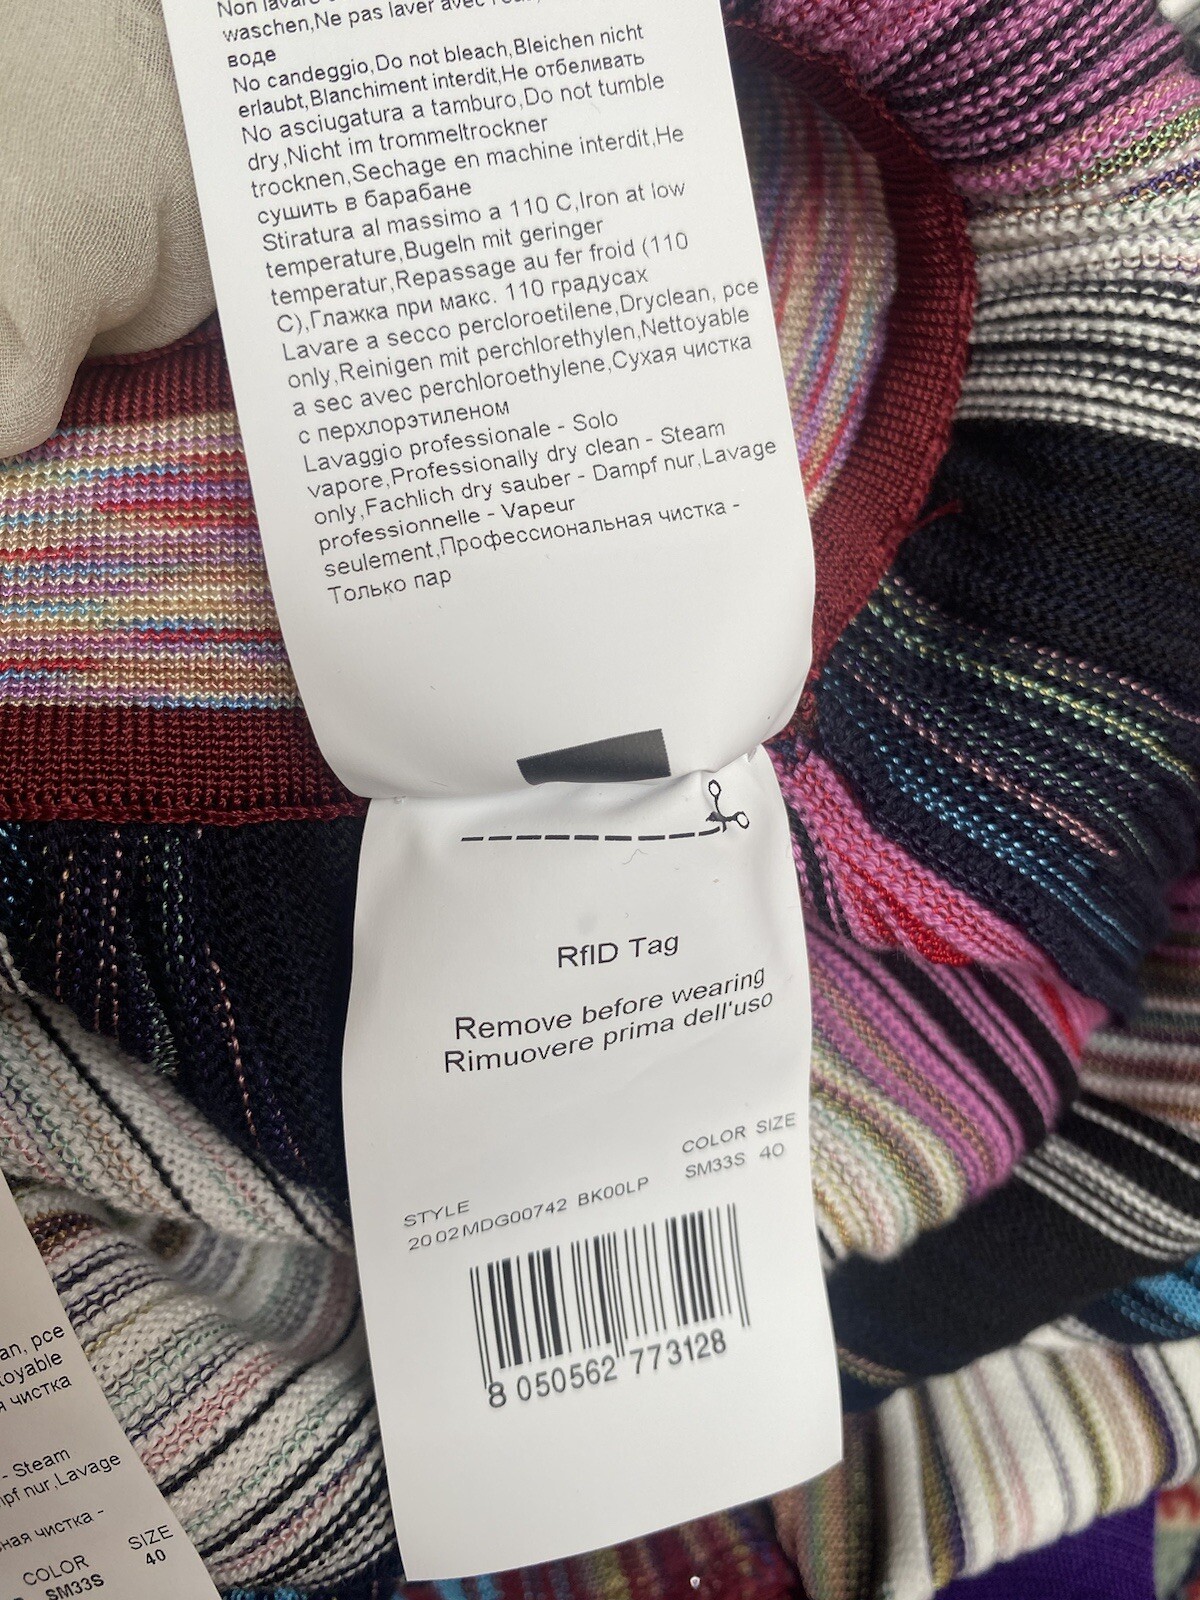 Non lavare
waschen,Ne pas laver avec
воде
No candeggio,Do not bleach,Bleichen nicht
erlaubt,Blanchiment interdit,Не отбеливать
No asciugatura a tamburo,Do not tumble
dry,Nicht im trommeltrockner
trocknen,Sechage en machine interdit,Не
сушить в барабане
Stiratura al massimo a 110 C,Iron at low
temperature,Bugeln mit geringer
temperatur,Repassage au fer froid (110
C),Глажка при макс. 110 градусах
Lavare a secco percloroetilene,Dryclean, pce
only,Reinigen mit perchlorethylen,Nettoyable
a sec avec perchloroethylene,Сухая чистка
с перхлорэтиленом
Lavaggio professionale - Solo
vapore,Professionally dry clean - Steam
only,Fachlich dry sauber - Dampf nur,Lavage
professionnelle - Vapeur
seulement,Профессиональная чистка -
Только пар
RfID Tag
Remove before wearing
Rimuovere prima dell'uso
COLOR SIZE
SM33S 40
STYLE
2002MDG00742 BK00LP
8 050562 773128
an, pce
toyable
я чистка
- Steam
pf nur,Lavage
ная чистка -
COLOR SIZE
SM33S 40